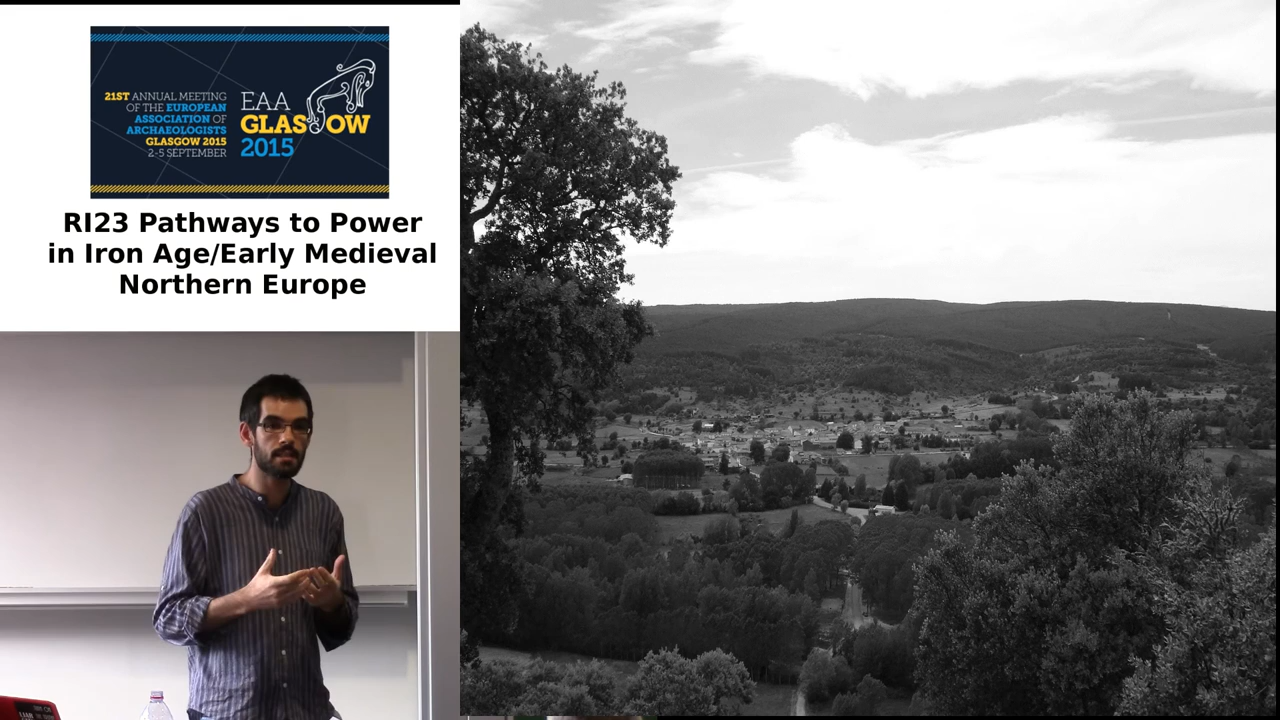 21ST ANNUAL MEETING
OF THE EUROPEAN
ASSOCIATION OF
ARCHAEOLOGISTS
GLASGOW 2015
2-5 SEPTEMBER
EAA
GLASGOW
2015
RI23 Pathways to Power
in Iron Age/Early Medieval
Northern Europe